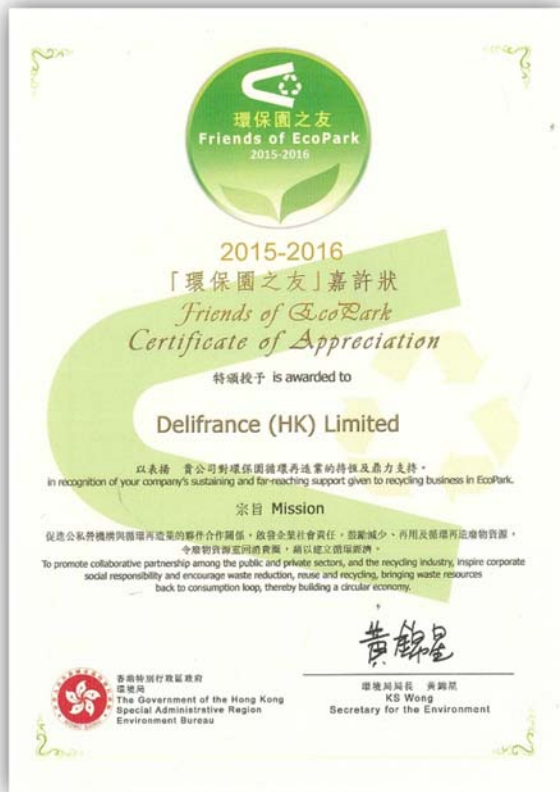 環保園之友
Friends of EcoPark
2015-2016
2015-2016
「環保園之友」嘉許狀
Friends of EcoPark
Certificate of Appreciation
特頒授予 is awarded to
Delifrance (HK) Limited
以表揚 貴公司對環保園循環再造業的持恆及鼎力支持。
in recognition of your company's sustaining and far-reaching support given to recycling business in EcoPark.
宗旨 Mission
促進公私營機構與循環再造業的夥伴合作關係，啟發企業社會責任，鼓勵減少、再用及循環再造廢物資源，
令廢物資源重回消費圈，藉以建立循環經濟。
To promote collaborative partnership among the public and private sectors, and the recycling industry, inspire corporate
social responsibility and encourage waste reduction, reuse and recycling, bringing waste resources
back to consumption loop, thereby building a circular economy.
黃錦星
香港特別行政區政府
環境局
The Government of the Hong Kong
Special Administrative Region
Environment Bureau
環境局局長 黃錦星
KS Wong
Secretary for the Environment